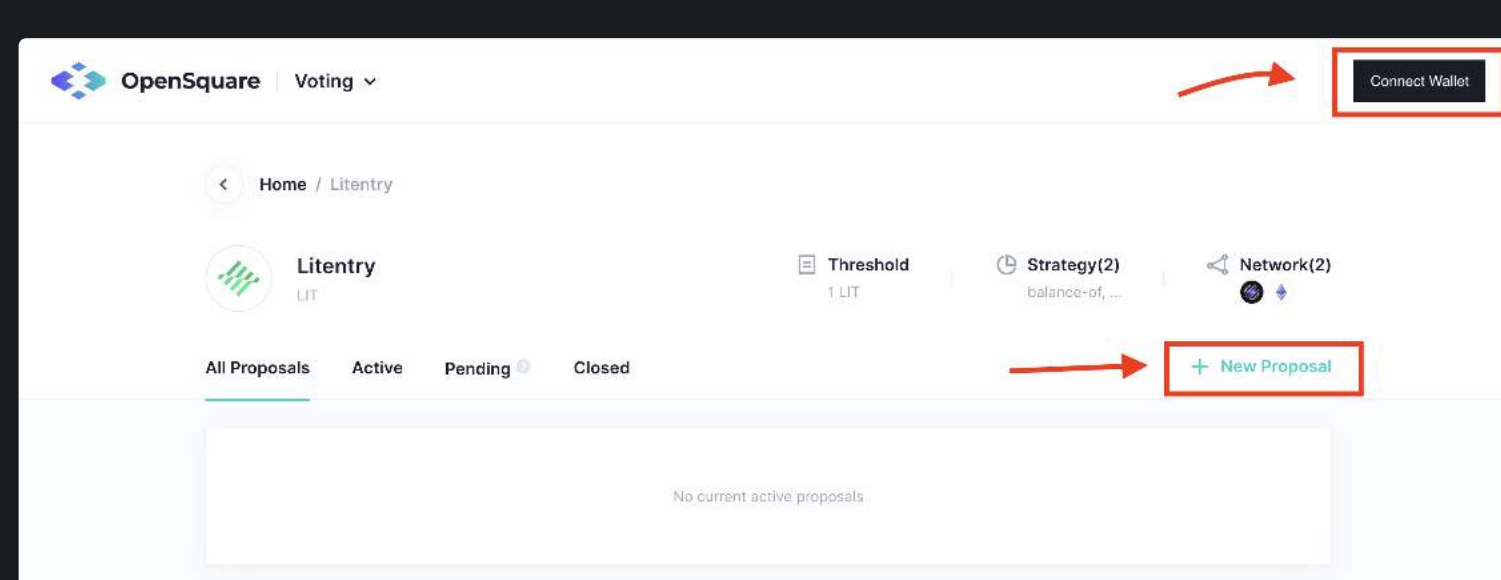 OpenSquare Voting
Connect Wallet
Home / Litentry
Litentry
LIT
Threshold
1 LIT
Strategy(2)
balance-of, ...
Network(2)
All Proposals Active Pending Closed
+ New Proposal
No current active proposals